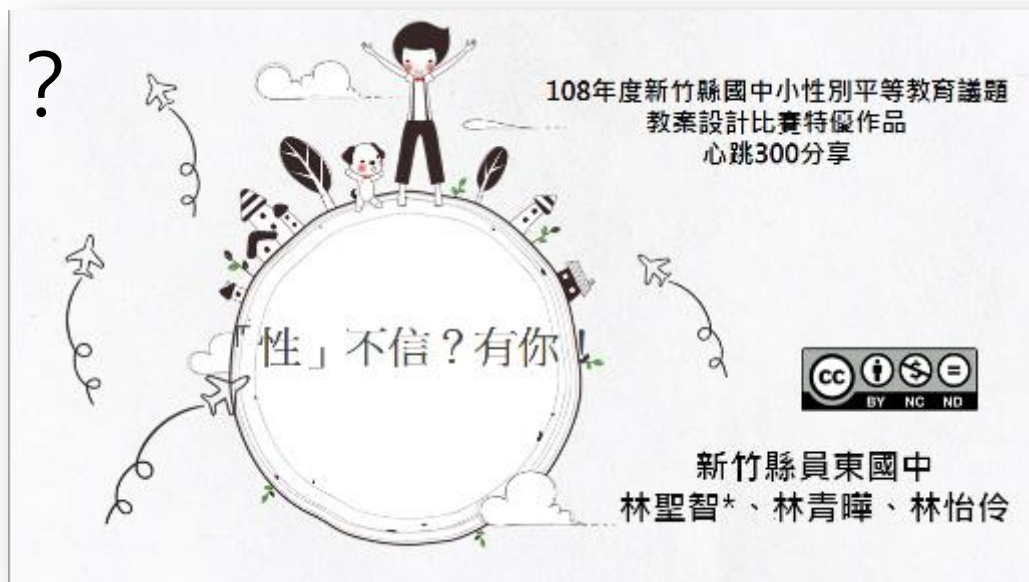 ?
108年度新竹縣國中小性別平等教育議題
教案設計比賽特優作品
心跳300分享
「性」不信？有你！
cc
BY NC ND
新竹縣員東國中
林聖智*、林青曄、林怡伶